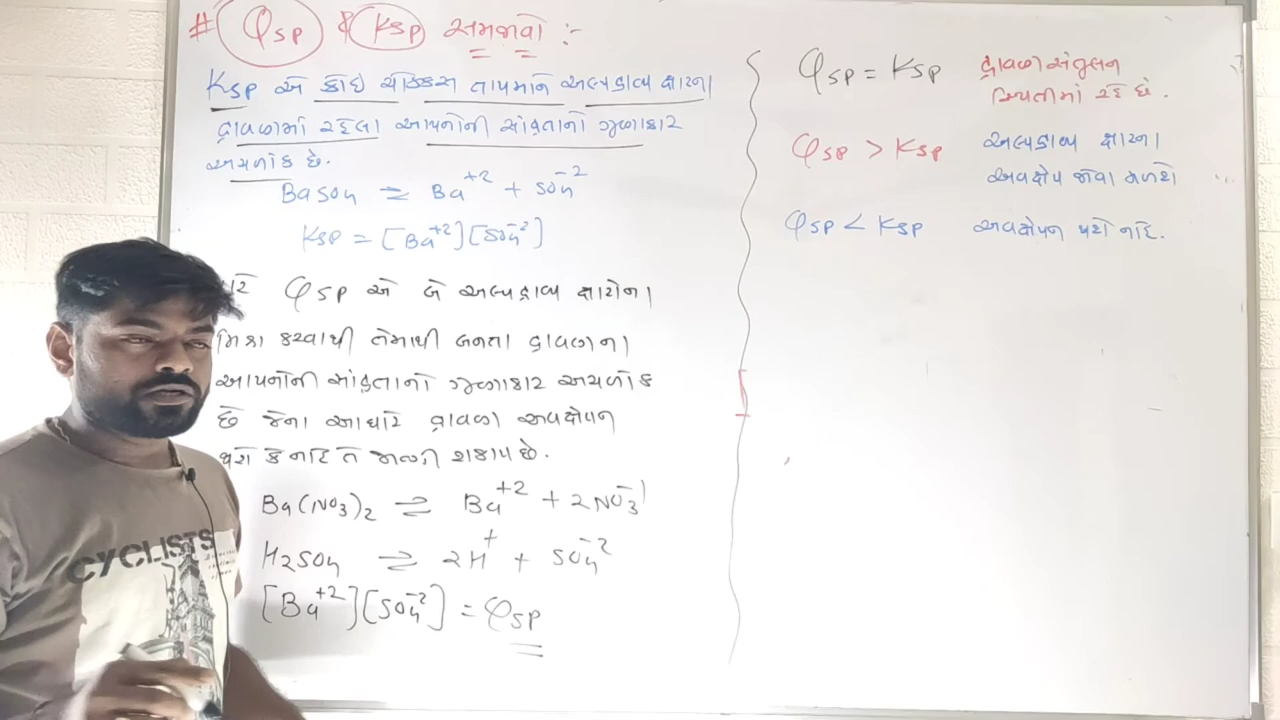 # Qsp & Ksp સમજાવો :-
Ksp એ કોઇ ચોક્કસ તાપમાને અલ્પદ્રાવ્ય ક્ષારના
દ્રાવણમાં રહેલા આયનોની સાંદ્રતાનો ગુણાકાર
અચળાંક છે.
BaSO4 ⇌ Ba+2 + SO4-2
Ksp = [Ba+2][SO4-2]
Qsp એ બે અલ્પદ્રાવ્ય ક્ષારોના
મિશ્ર કરવાથી તેમાથી બનતા દ્રાવણના
આયનોની સાંદ્રતાનો ગુણાકાર અચળાંક
છે જેના આધારે દ્રાવણ અવક્ષેપન
થશે કે નહિ તે જાણી શકાય છે.
Ba(NO3)2 ⇌ Ba+2 + 2NO3-1
H2SO4 ⇌ 2H+ + SO4-2
[Ba+2][SO4-2] = Qsp
Qsp = Ksp દ્રાવણ સંતુલન
સ્થિતીમાં રહે છે.
Qsp > Ksp અલ્પદ્રાવ્ય ક્ષારના
અવક્ષેપ જોવા મળશે
Qsp < Ksp અવક્ષેપન થશે નહિ.
CYCLISTS